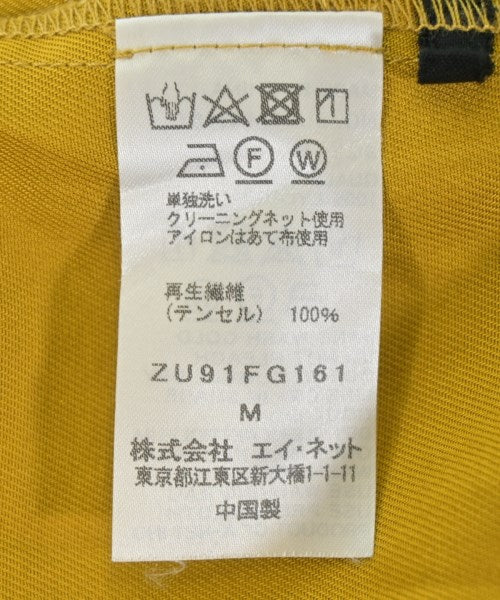 F W
単独洗い
クリーニングネット使用
アイロンはあて布使用
再生繊維
(テンセル) 100%
ZU91FG161
M
株式会社 エイ・ネット
東京都江東区新大橋1-1-11
中国製